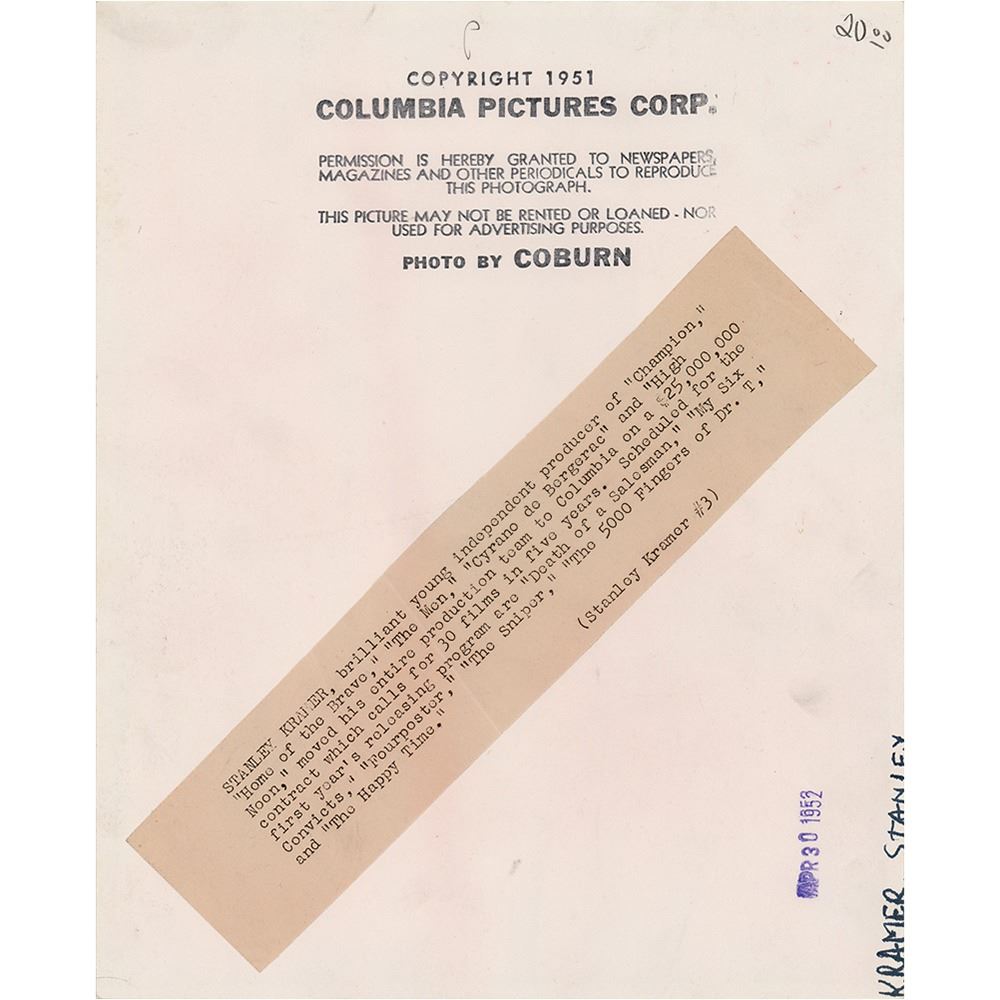 20.00
COPYRIGHT 1951
COLUMBIA PICTURES CORP.
PERMISSION IS HEREBY GRANTED TO NEWSPAPERS,
MAGAZINES AND OTHER PERIODICALS TO REPRODUCE
THIS PHOTOGRAPH.
THIS PICTURE MAY NOT BE RENTED OR LOANED - NOR
USED FOR ADVERTISING PURPOSES.
PHOTO BY COBURN
STANLEY KRAMER, brilliant young independent producer of "Champion,"
"Home of the Brave," "The Men," "Cyrano de Bergerac" and "High
Noon," moved his entire production team to Columbia on a $25,000,000
contract which calls for 30 films in five years. Scheduled for the
first year's releasing program are "Death of a Salesman," "My Six
Convicts," "Fourposter," "The Sniper," "The 5000 Fingers of Dr. T,"
and "The Happy Time."
(Stanley Kramer #3)
APR 30 1952
KRAMER STANLEY